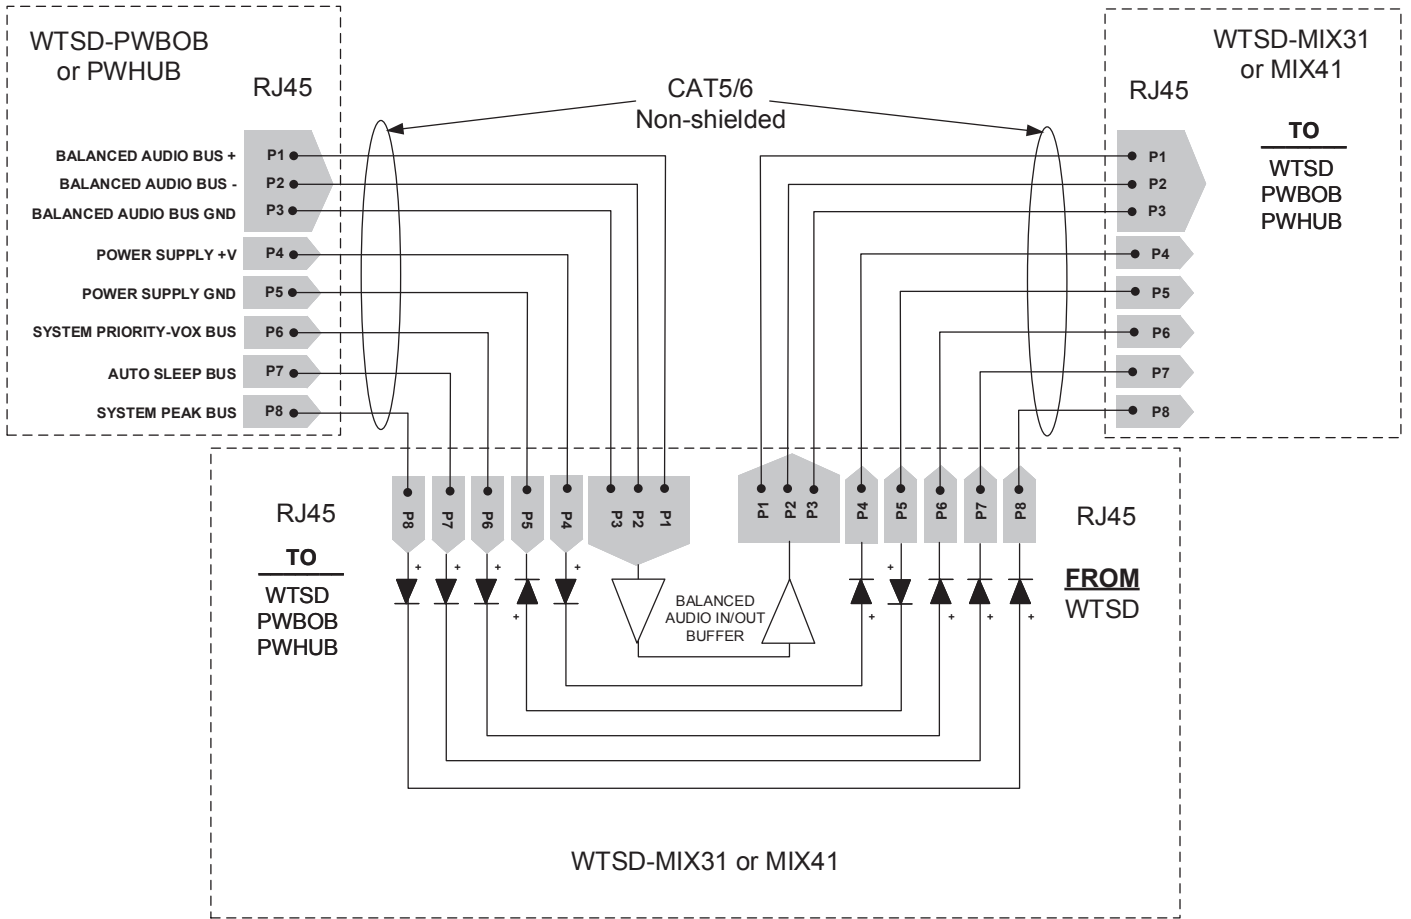 WTSD-PWBOB
or PWHUB
RJ45
BALANCED AUDIO BUS + P1
BALANCED AUDIO BUS - P2
BALANCED AUDIO BUS GND P3
POWER SUPPLY +V P4
POWER SUPPLY GND P5
SYSTEM PRIORITY-VOX BUS P6
AUTO SLEEP BUS P7
SYSTEM PEAK BUS P8
CAT5/6
Non-shielded
WTSD-MIX31
or MIX41
RJ45
P1
P2
P3
P4
P5
P6
P7
P8
TO
WTSD
PWBOB
PWHUB
RJ45
TO
WTSD
PWBOB
PWHUB
P8 P7 P6 P5 P4 P3 P2 P1
P1 P2 P3 P4 P5 P6 P7 P8
+ + + + +
BALANCED
AUDIO IN/OUT
BUFFER
+ + + + +
RJ45
FROM
WTSD
WTSD-MIX31 or MIX41